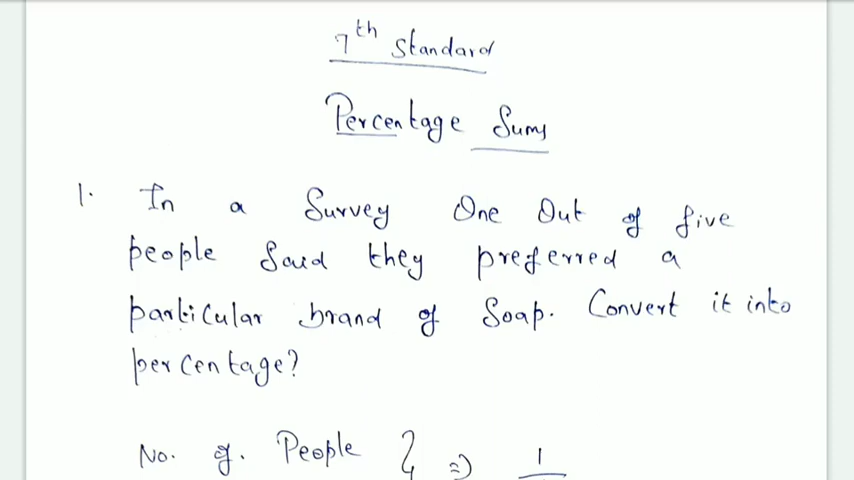 7th Standard
Percentage Sums
1. In a Survey One Out of five
people Said they preferred a
particular brand of Soap. Convert it into
percentage?
No. of. People } => 1